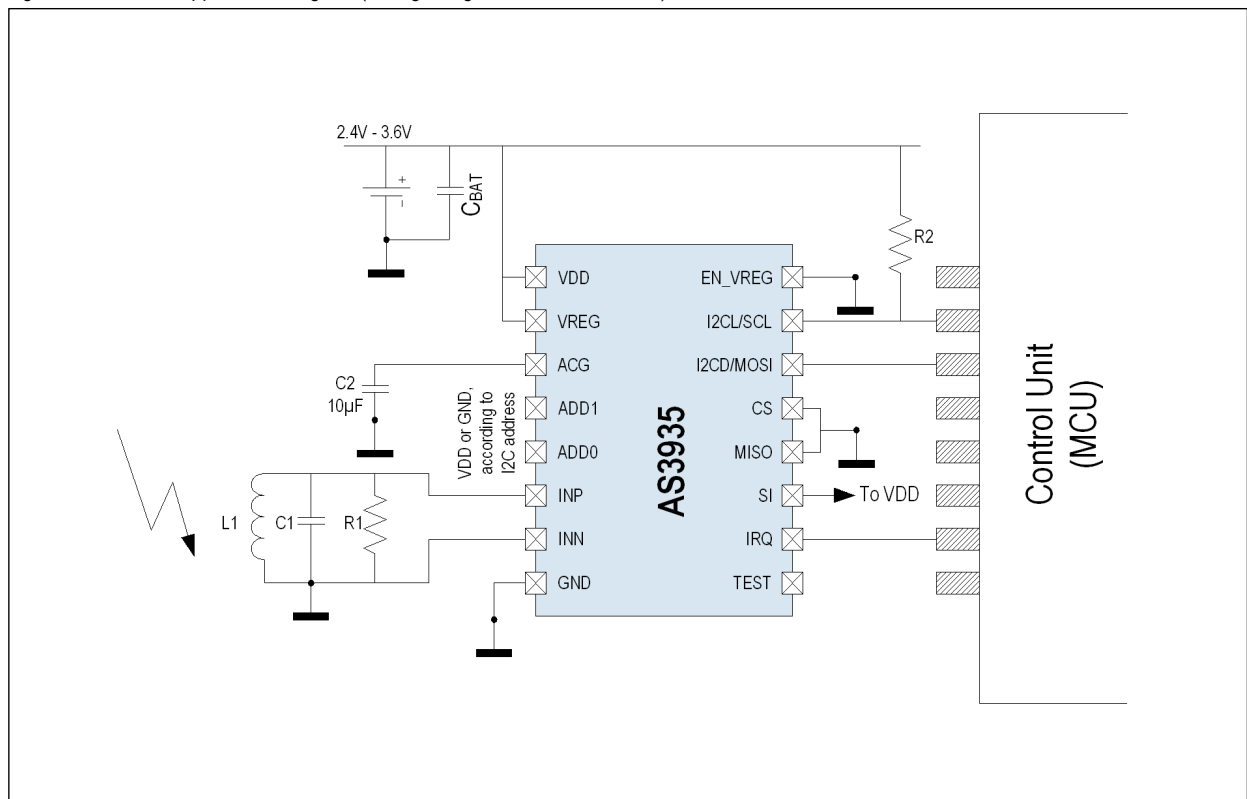 2.4V - 3.6V
+
-
CBAT
R2
VDD
VREG
ACG
ADD1
ADD0
INP
INN
GND
EN_VREG
I2CL/SCL
I2CD/MOSI
CS
MISO
SI
IRQ
TEST
AS3935
C2
10µF
VDD or GND,
according to
I2C address
L1
C1
R1
To VDD
Control Unit
(MCU)